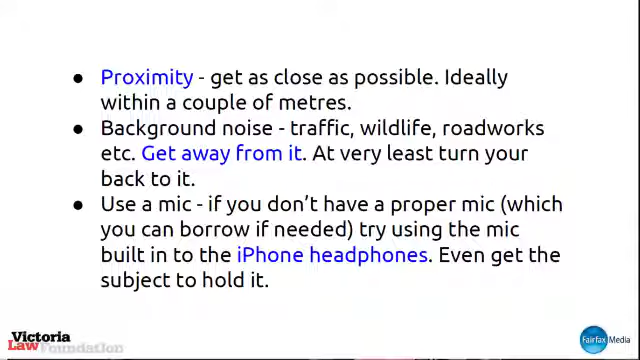 ● Proximity - get as close as possible. Ideally
within a couple of metres.
● Background noise - traffic, wildlife, roadworks
etc. Get away from it. At very least turn your
back to it.
● Use a mic - if you don’t have a proper mic (which
you can borrow if needed) try using the mic
built in to the iPhone headphones. Even get the
subject to hold it.
Victoria
Law Foundation
Fairfax Media